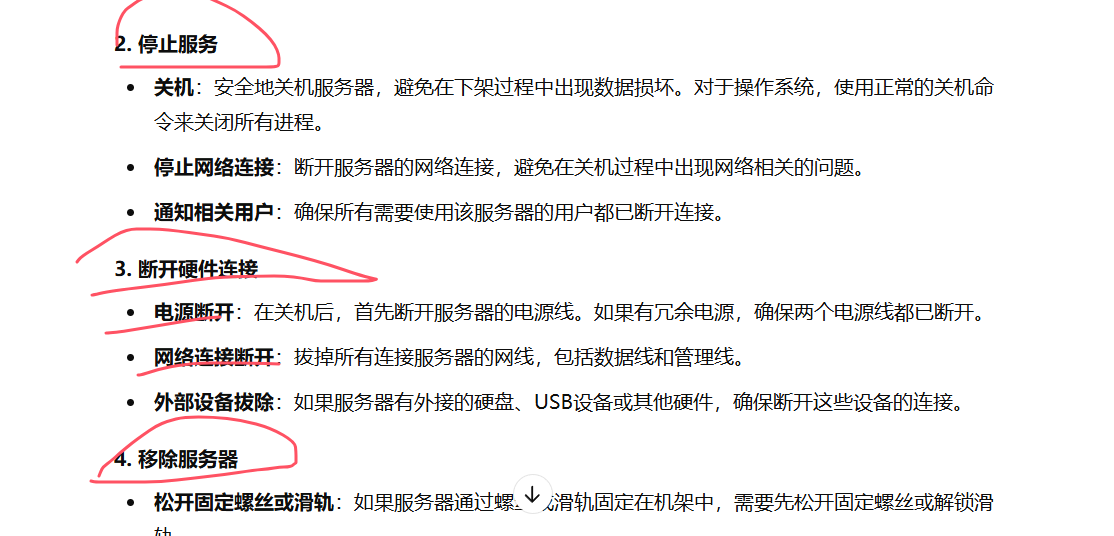 2. 停止服务
• 关机：安全地关机服务器，避免在下架过程中出现数据损坏。对于操作系统，使用正常的关机命
令来关闭所有进程。
• 停止网络连接：断开服务器的网络连接，避免在关机过程中出现网络相关的问题。
• 通知相关用户：确保所有需要使用该服务器的用户都已断开连接。
3. 断开硬件连接
• 电源断开：在关机后，首先断开服务器的电源线。如果有冗余电源，确保两个电源线都已断开。
• 网络连接断开：拔掉所有连接服务器的网线，包括数据线和管理线。
• 外部设备拔除：如果服务器有外接的硬盘、USB设备或其他硬件，确保断开这些设备的连接。
4. 移除服务器
• 松开固定螺丝或滑轨：如果服务器通过螺丝或滑轨固定在机架中，需要先松开固定螺丝或解锁滑
轨